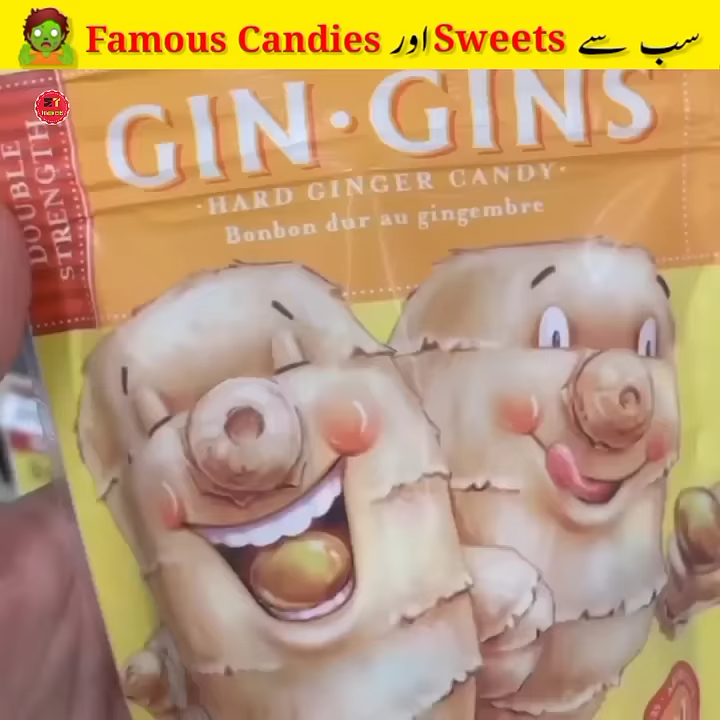 سب سے Sweets اور Famous Candies
GIN·GINS
·HARD GINGER CANDY·
Bonbon dur au gingembre
DOUBLE
STRENGTH